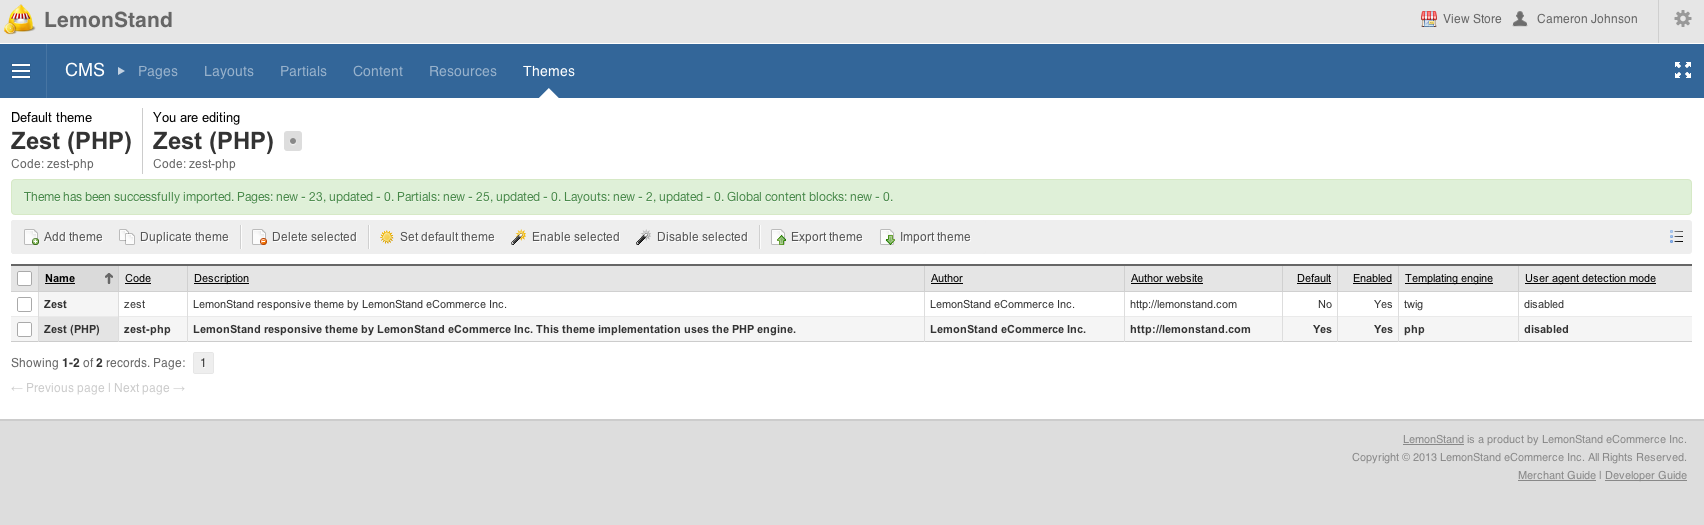 LemonStand
View Store
Cameron Johnson
CMS
Pages
Layouts
Partials
Content
Resources
Themes
Default theme
Zest (PHP)
Code: zest-php
You are editing
Zest (PHP)
Code: zest-php
Theme has been successfully imported. Pages: new - 23, updated - 0. Partials: new - 25, updated - 0. Layouts: new - 2, updated - 0. Global content blocks: new - 0.
Add theme Duplicate theme Delete selected Set default theme Enable selected Disable selected Export theme Import theme
Name Code Description Author Author website Default Enabled Templating engine User agent detection mode
Zest zest LemonStand responsive theme by LemonStand eCommerce Inc. LemonStand eCommerce Inc. http://lemonstand.com No Yes twig disabled
Zest (PHP) zest-php LemonStand responsive theme by LemonStand eCommerce Inc. This theme implementation uses the PHP engine. LemonStand eCommerce Inc. http://lemonstand.com Yes Yes php disabled
Showing 1-2 of 2 records. Page: 1
← Previous page | Next page →
LemonStand is a product by LemonStand eCommerce Inc.
Copyright © 2013 LemonStand eCommerce Inc. All Rights Reserved.
Merchant Guide | Developer Guide